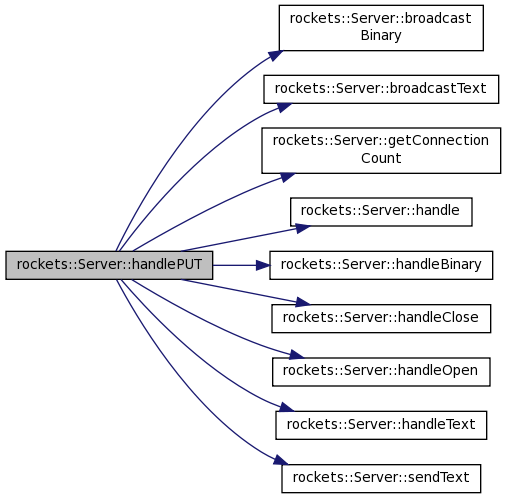 rockets::Server::broadcast
Binary
rockets::Server::broadcastText
rockets::Server::getConnection
Count
rockets::Server::handle
rockets::Server::handlePUT
rockets::Server::handleBinary
rockets::Server::handleClose
rockets::Server::handleOpen
rockets::Server::handleText
rockets::Server::sendText